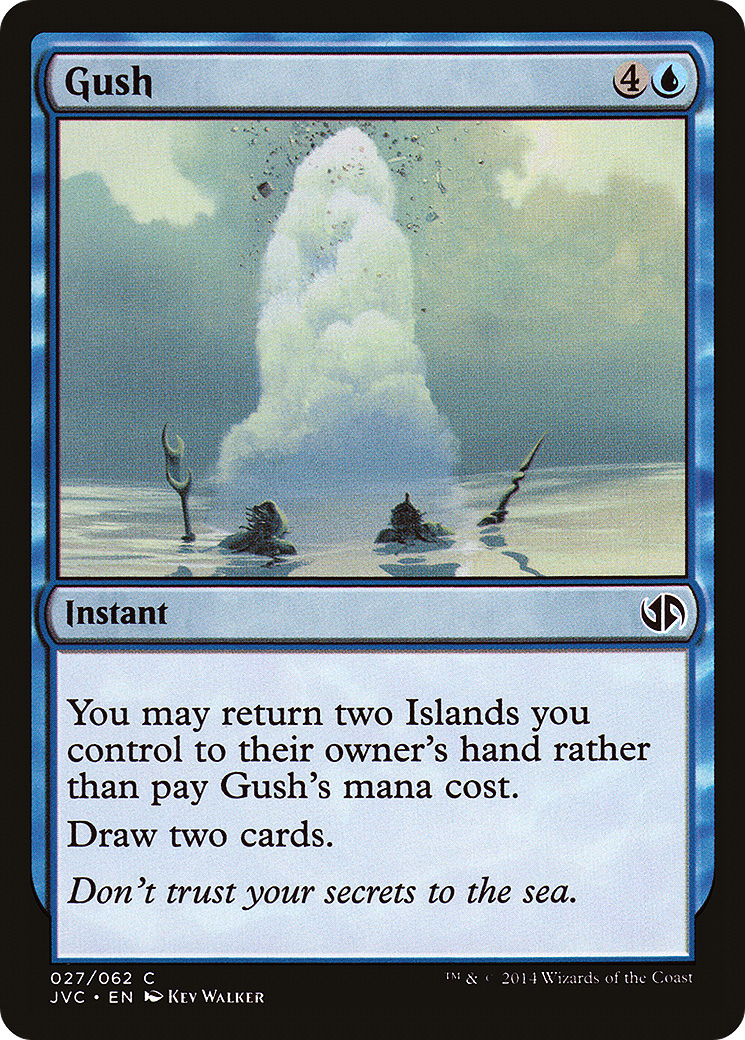 Gush
4
Instant
You may return two Islands you
control to their owner's hand rather
than pay Gush's mana cost.
Draw two cards.
Don't trust your secrets to the sea.
027/062 C
JVC • EN Kev Walker
™ & © 2014 Wizards of the Coast